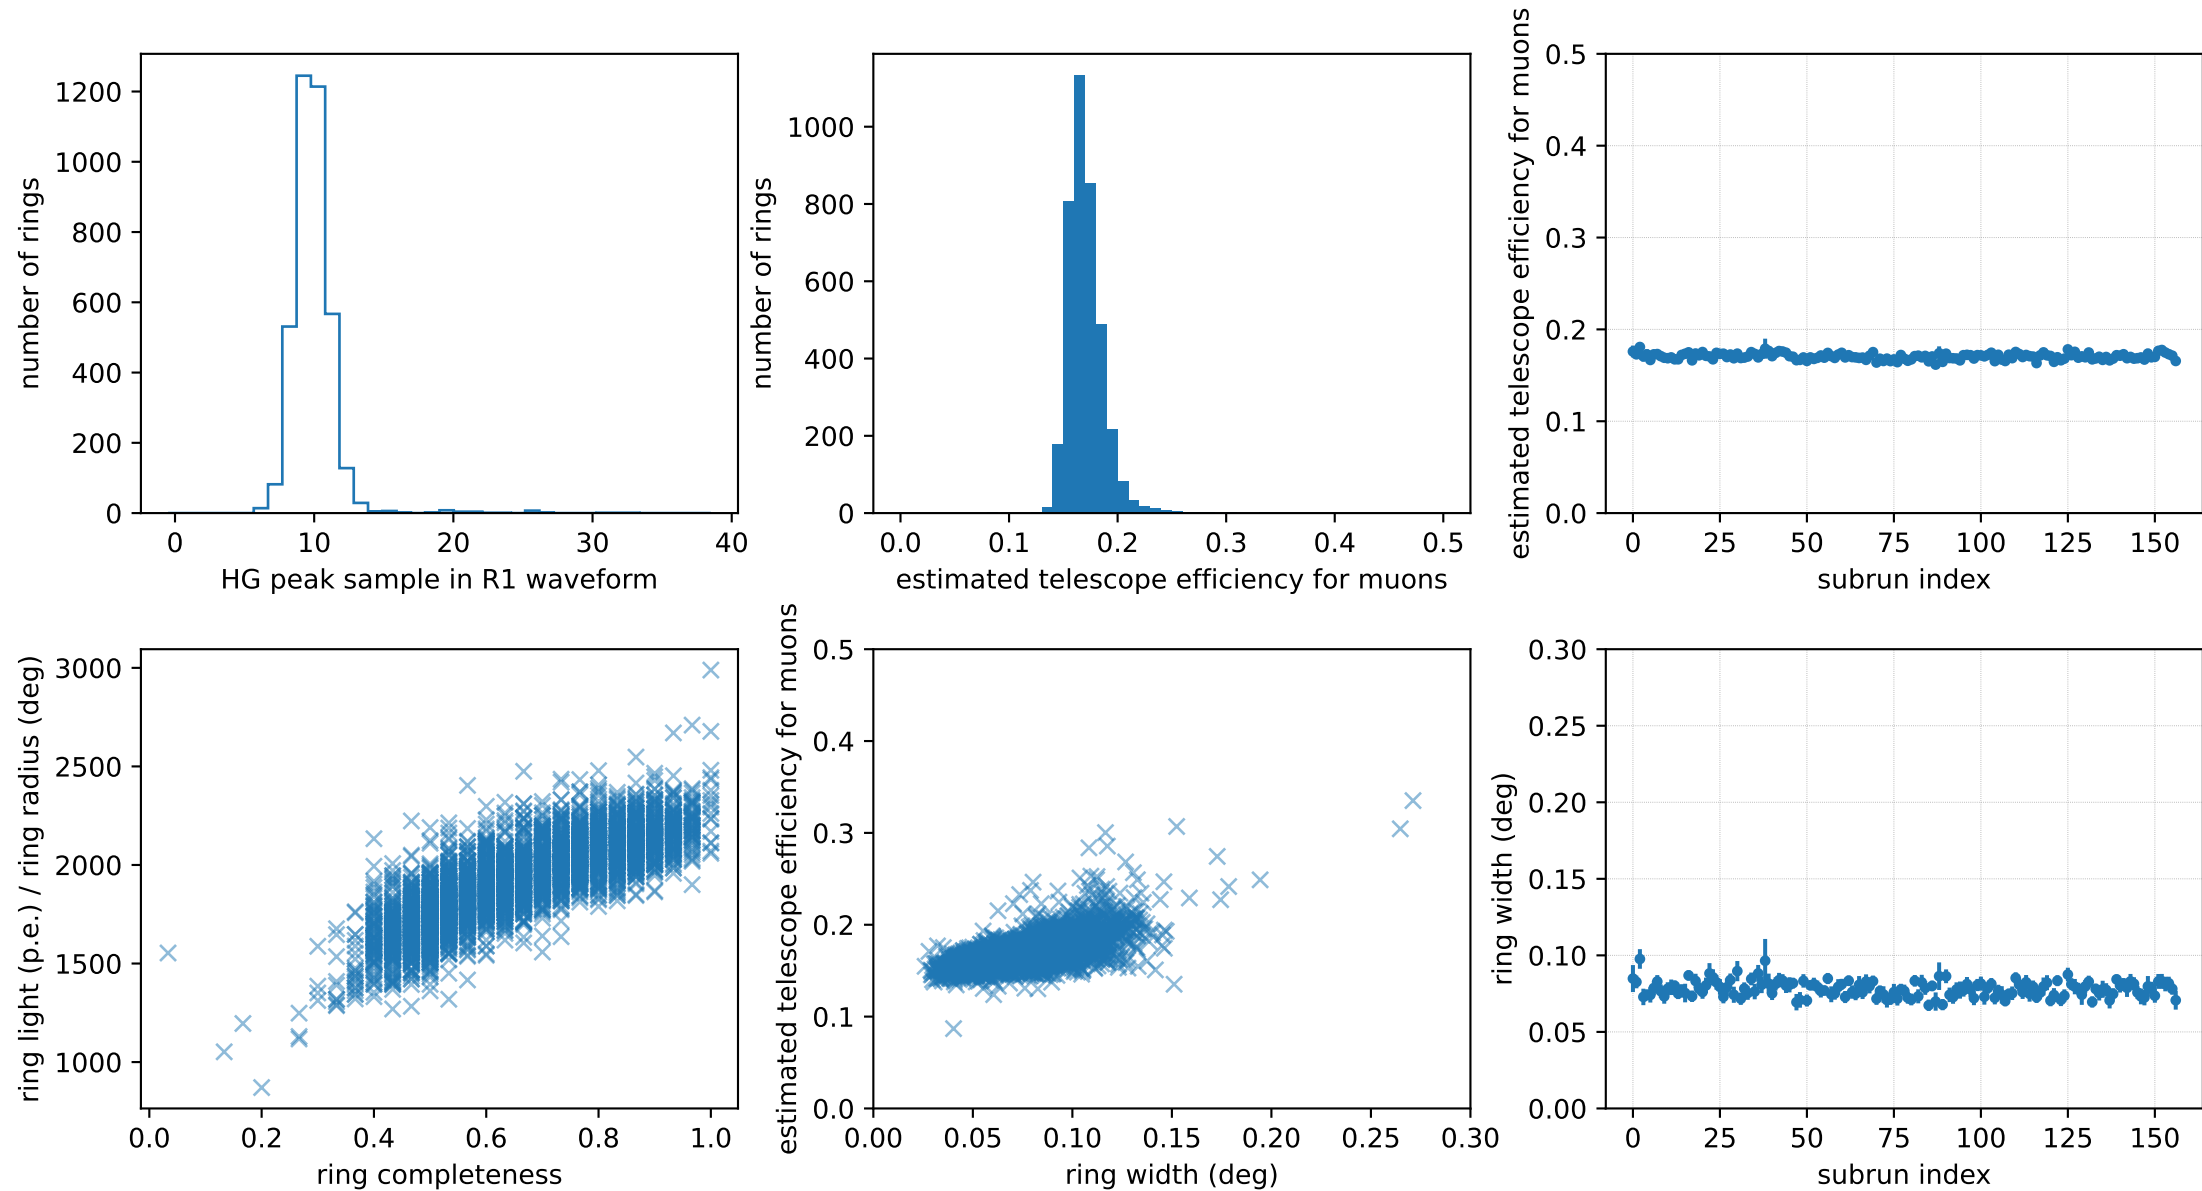 number of rings
1200
1000
800
600
400
200
0
0 10 20 30 40
HG peak sample in R1 waveform
number of rings
1000
800
600
400
200
0
0.0 0.1 0.2 0.3 0.4 0.5
estimated telescope efficiency for muons
estimated telescope efficiency for muons
0.5
0.4
0.3
0.2
0.1
0.0
0 25 50 75 100 125 150
subrun index
ring light (p.e.) / ring radius (deg)
3000
2500
2000
1500
1000
0.0 0.2 0.4 0.6 0.8 1.0
ring completeness
estimated telescope efficiency for muons
0.5
0.4
0.3
0.2
0.1
0.0
0.00 0.05 0.10 0.15 0.20 0.25 0.30
ring width (deg)
ring width (deg)
0.30
0.25
0.20
0.15
0.10
0.05
0.00
0 25 50 75 100 125 150
subrun index